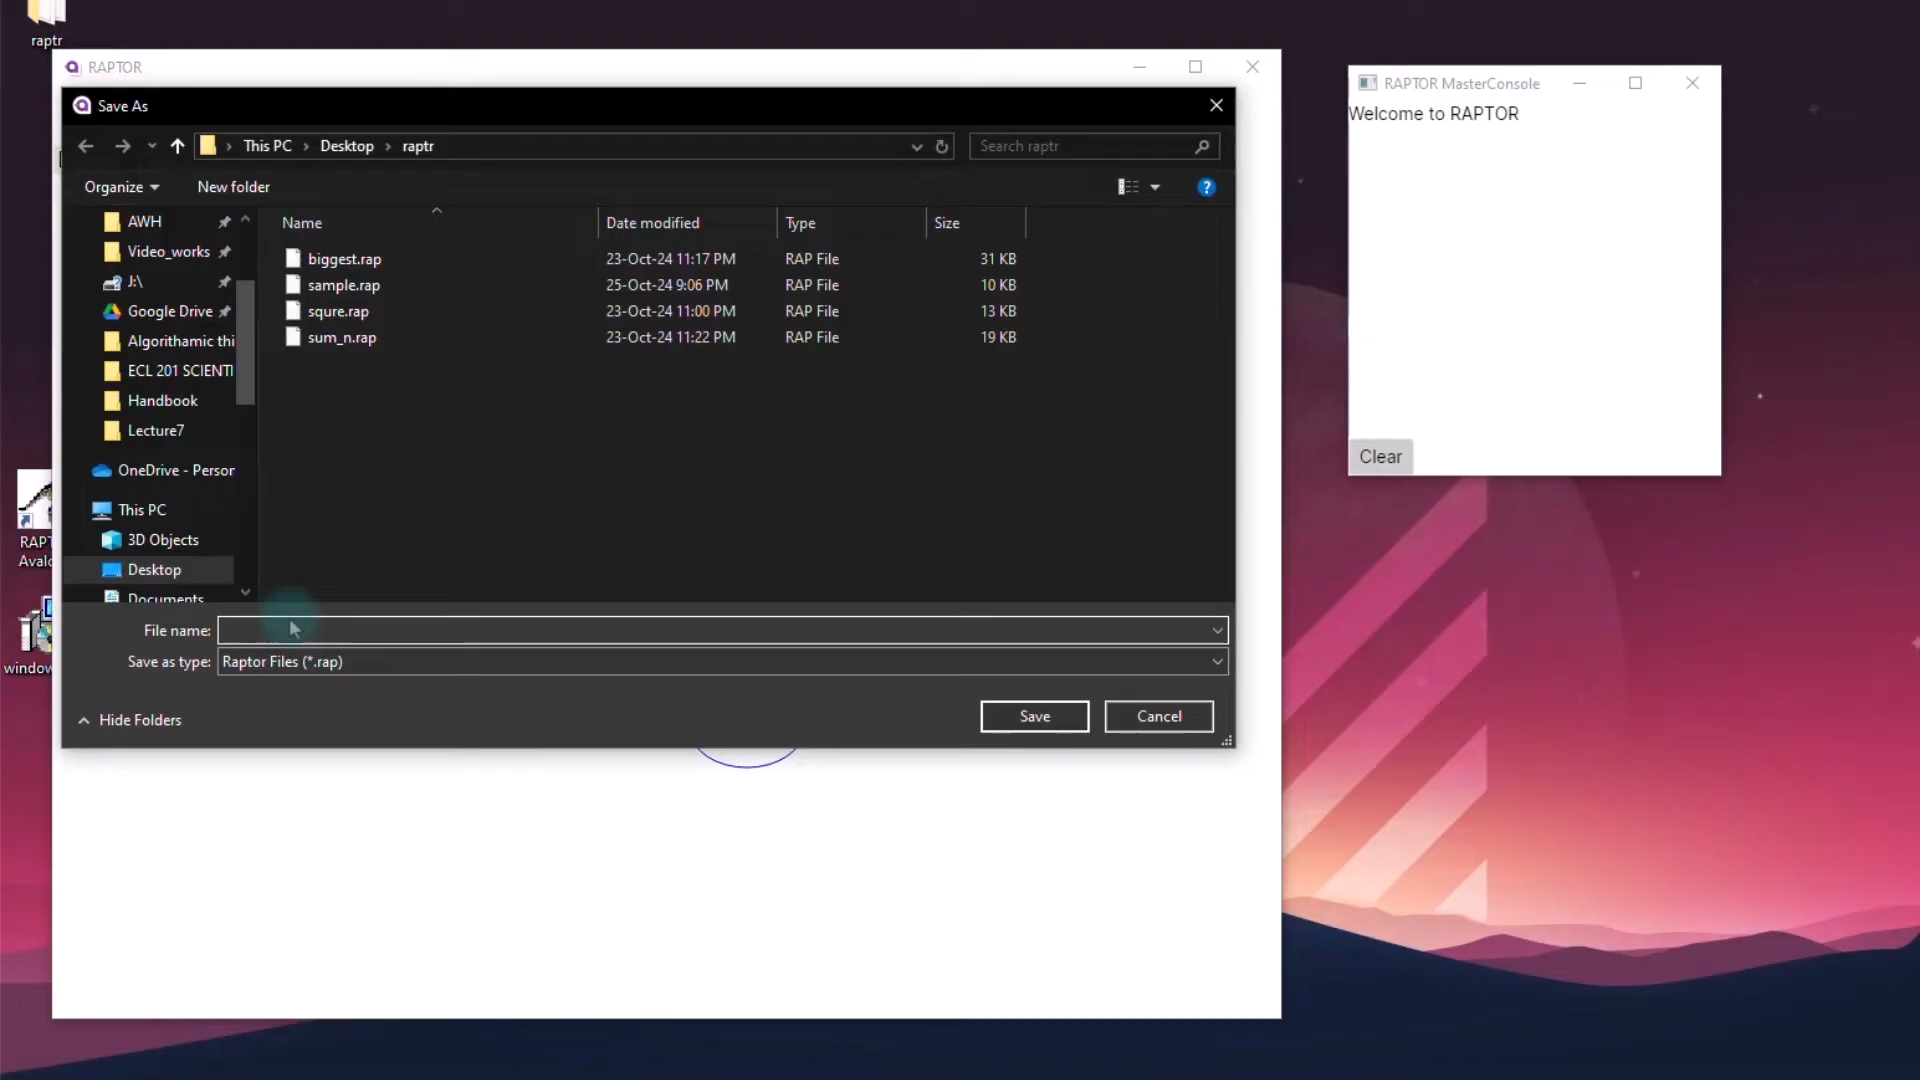 raptr
RAPTOR
Save As
This PC > Desktop > raptr
Search raptr
Organize
New folder
?
AWH
Video_works
J:\
Google Drive
Algorithamic thi
ECL 201 SCIENTI
Handbook
Lecture7
OneDrive - Person
This PC
3D Objects
Desktop
Documents
Name Date modified Type Size
biggest.rap 23-Oct-24 11:17 PM RAP File 31 KB
sample.rap 25-Oct-24 9:06 PM RAP File 10 KB
squre.rap 23-Oct-24 11:00 PM RAP File 13 KB
sum_n.rap 23-Oct-24 11:22 PM RAP File 19 KB
File name:
Save as type: Raptor Files (*.rap)
Hide Folders
Save
Cancel
RAPTOR MasterConsole
Welcome to RAPTOR
Clear
RAPT
Avalo
window